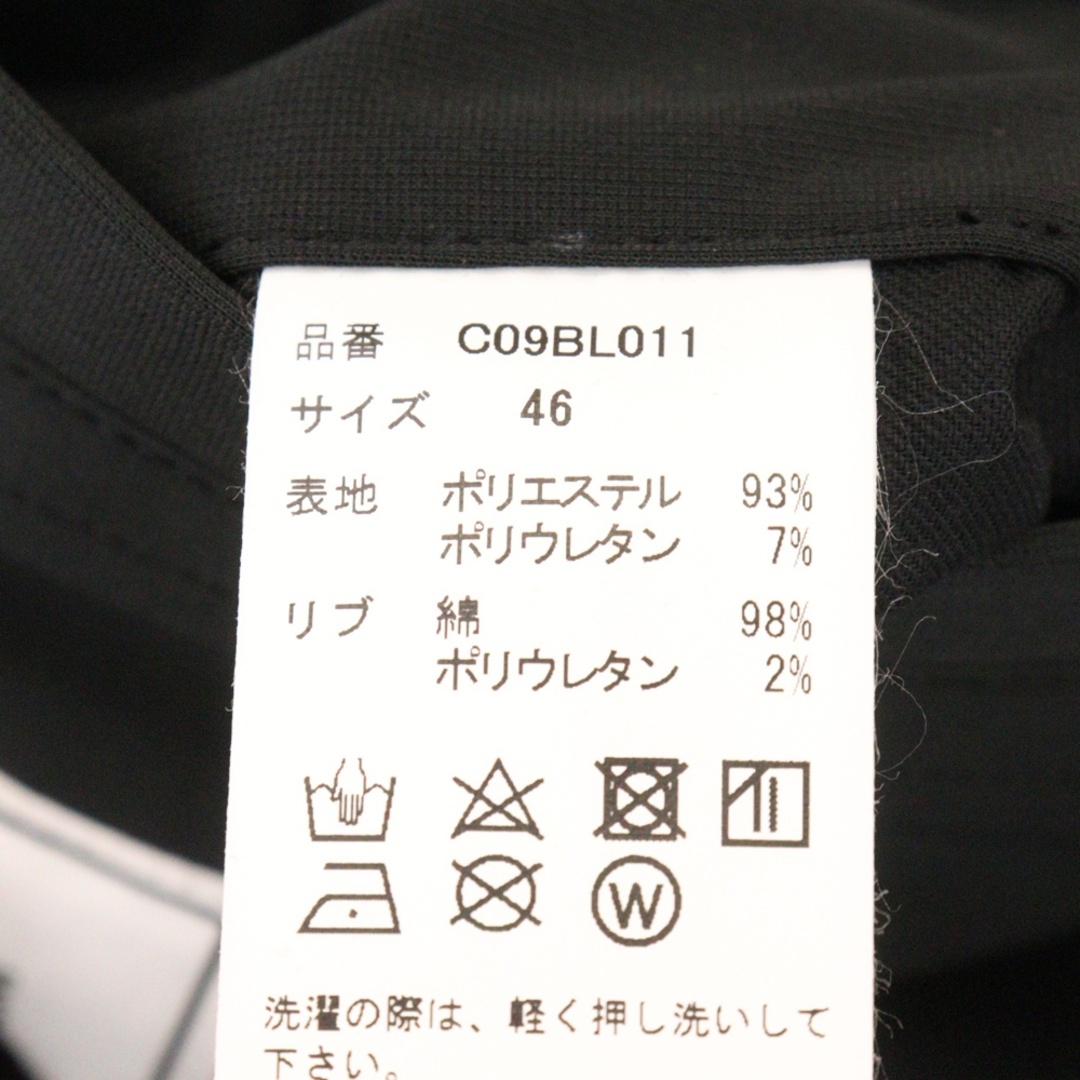 品番 C09BL011
サイズ 46
表地 ポリエステル 93%
ポリウレタン 7%
リブ 綿 98%
ポリウレタン 2%
W
洗濯の際は、軽く押し洗いして
下さい。